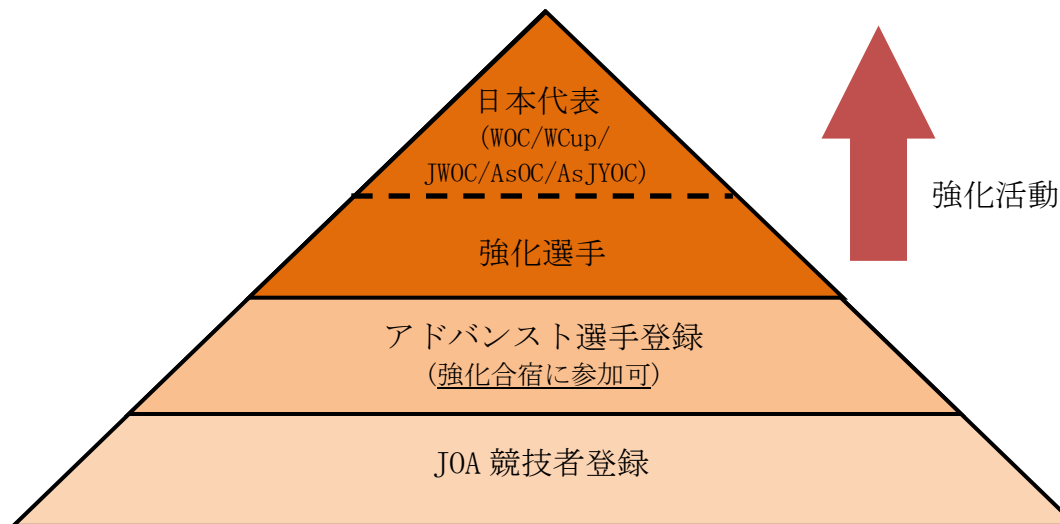 日本代表
(WOC/WCup/
JWOC/AsOC/AsJYOC)
強化活動
強化選手
アドバンスト選手登録
(強化合宿に参加可)
JOA 競技者登録